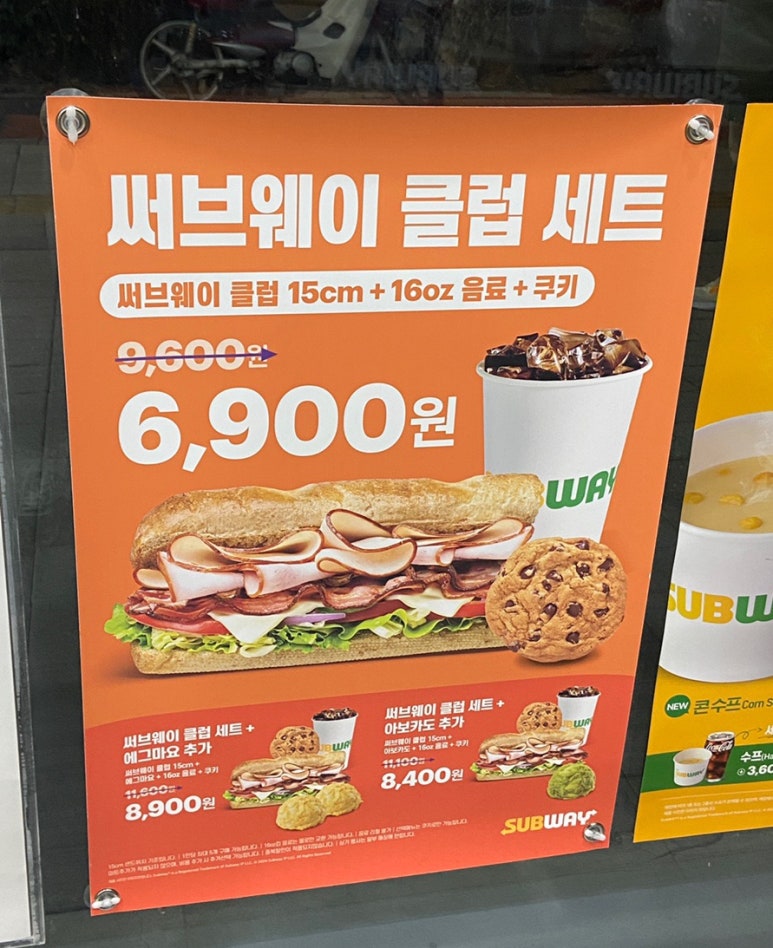 써브웨이 클럽 세트
써브웨이 클럽 15cm + 16oz 음료 + 쿠키
9,600원
6,900원
SUBWAY
써브웨이 클럽 세트 +
에그마요 추가
써브웨이 클럽 15cm +
에그마요 + 16oz 음료 + 쿠키
11,600원
8,900원
써브웨이 클럽 세트 +
아보카도 추가
써브웨이 클럽 15cm +
아보카도 + 16oz 음료 + 쿠키
11,100원
8,400원
SUBWAY
SUBW
NEW 콘수프 Corn S
수프(Ha
+3,60
SUBWAY